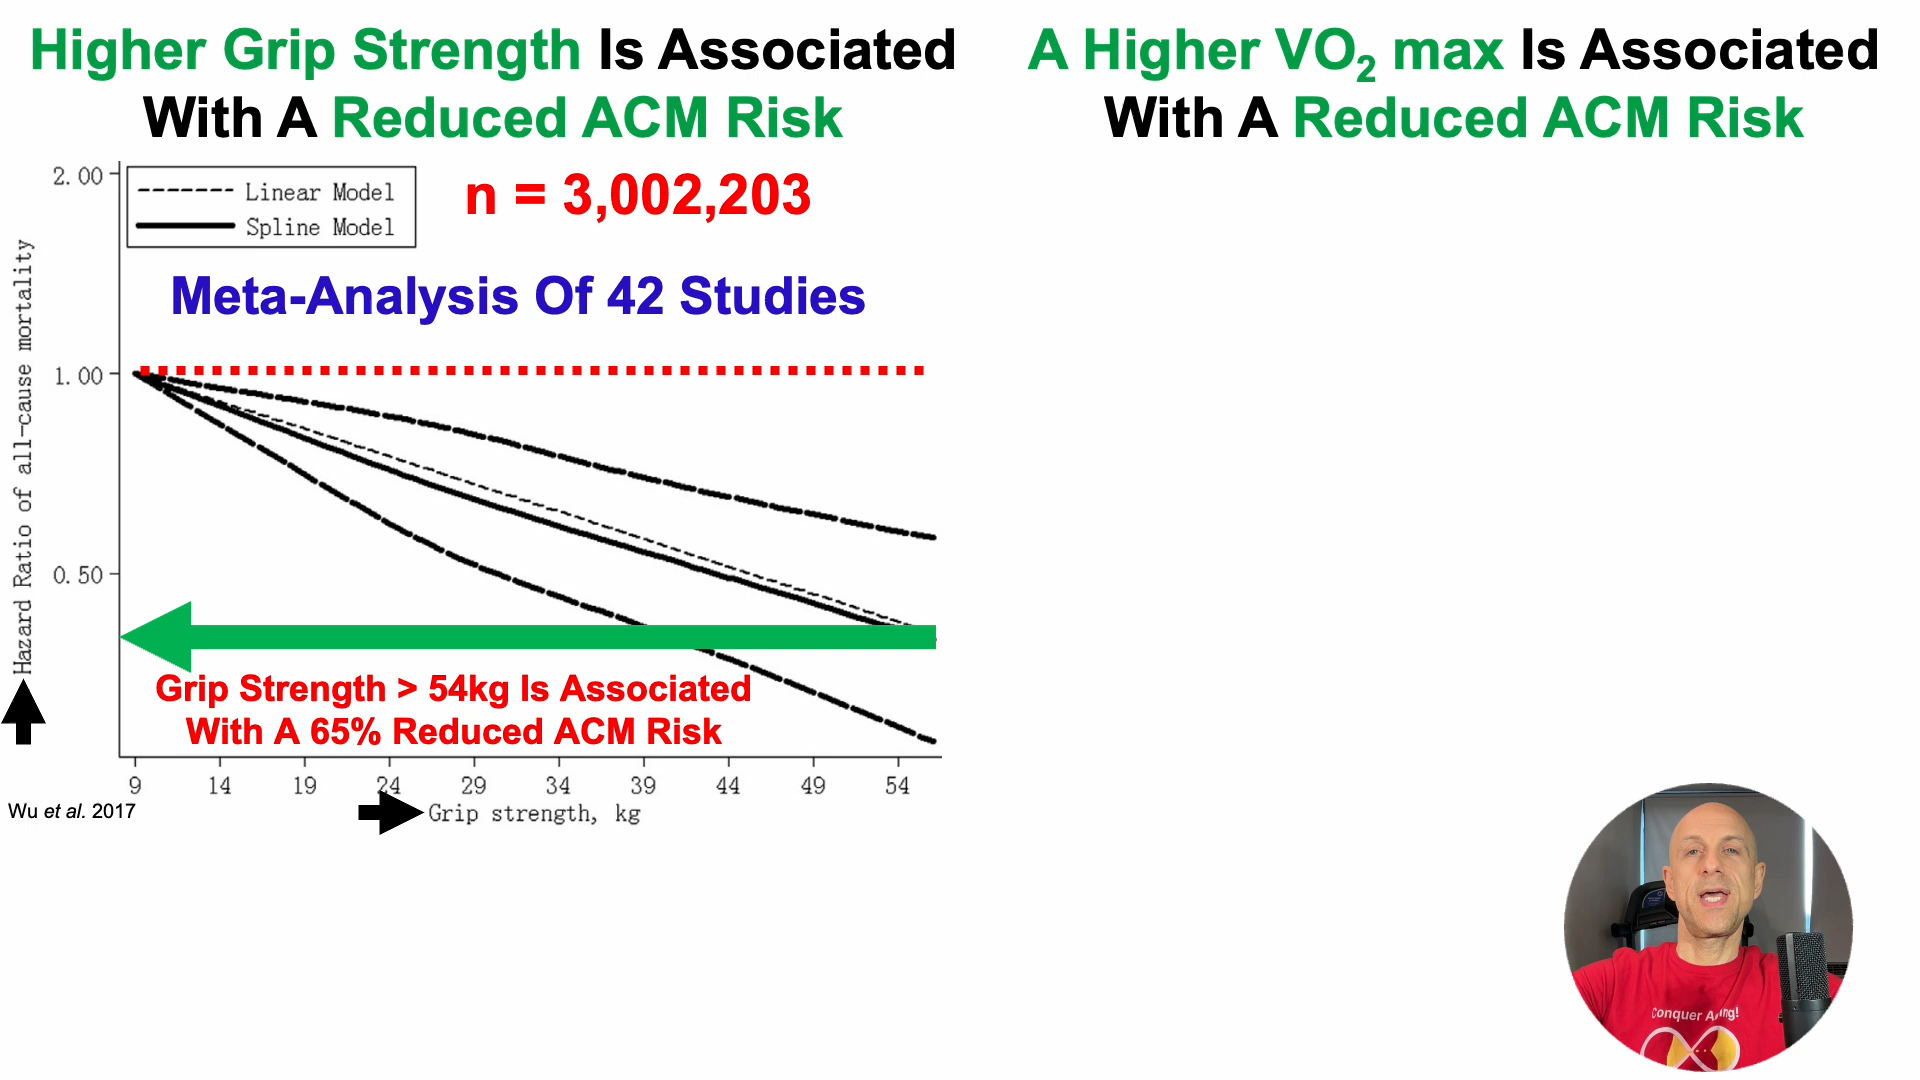 Higher Grip Strength Is Associated
With A Reduced ACM Risk
A Higher VO₂ max Is Associated
With A Reduced ACM Risk
2.00
1.00
0.50
Hazard Ratio of all-cause mortality
Linear Model
Spline Model
n = 3,002,203
Meta-Analysis Of 42 Studies
Grip Strength > 54kg Is Associated
With A 65% Reduced ACM Risk
9 14 19 24 29 34 39 44 49 54
Grip strength, kg
Wu et al. 2017
Conquer Aging!